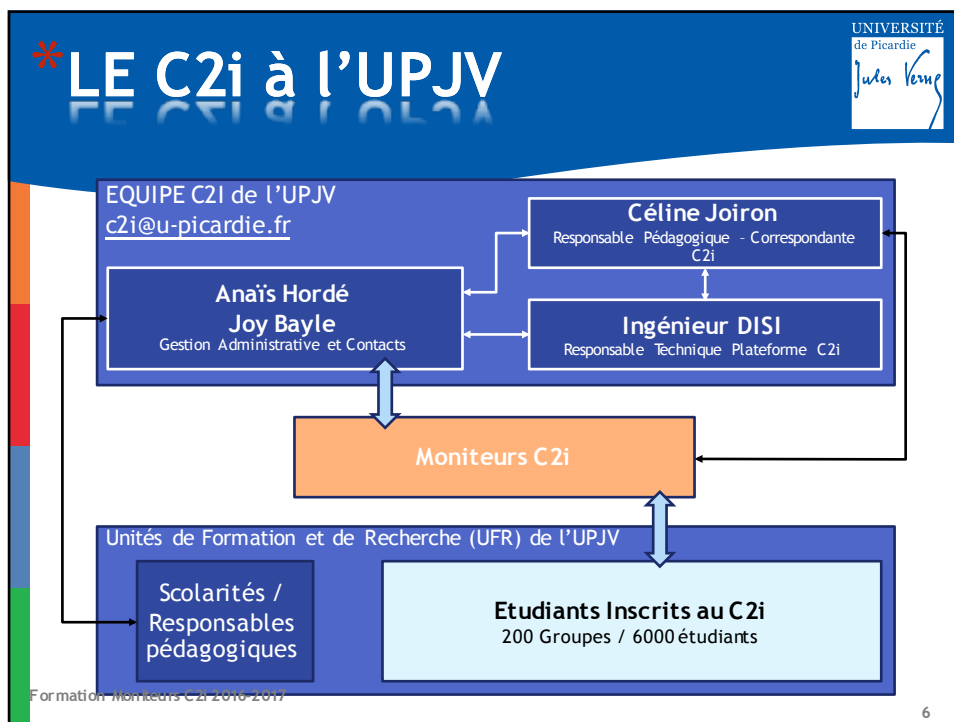 *LE C2i à l’UPJV
UNIVERSITÉ
de Picardie
Jules Verne
EQUIPE C2I de l’UPJV
c2i@u-picardie.fr
Céline Joiron
Responsable Pédagogique – Correspondante
C2i
Anaïs Hordé
Joy Bayle
Gestion Administrative et Contacts
Ingénieur DISI
Responsable Technique Plateforme C2i
Moniteurs C2i
Unités de Formation et de Recherche (UFR) de l’UPJV
Scolarités /
Responsables
pédagogiques
Etudiants Inscrits au C2i
200 Groupes / 6000 étudiants
Formation Moniteurs C2i 2016-2017
6